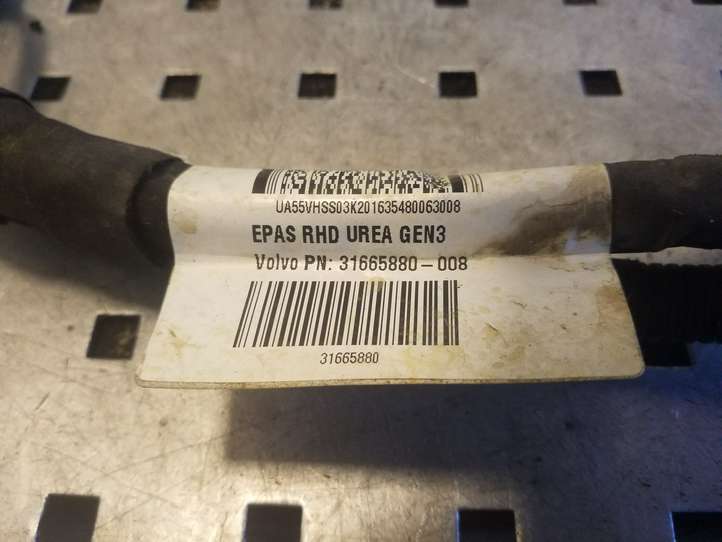 UA55VHSS03K201635480063008
EPAS RHD UREA GEN3
Volvo PN: 31665880-008
31665880